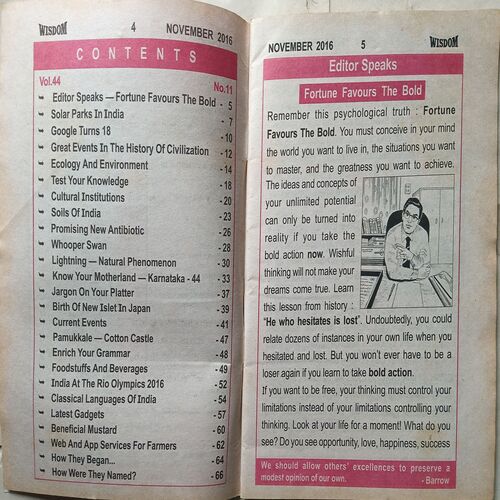 WISDOM 4 NOVEMBER 2016
CONTENTS
Vol.44 No.11
Editor Speaks — Fortune Favours The Bold - 5
Solar Parks In India - 7
Google Turns 18 - 10
Great Events In The History Of Civilization - 12
Ecology And Environment - 14
Test Your Knowledge - 18
Cultural Institutions - 20
Soils Of India - 23
Promising New Antibiotic - 26
Whooper Swan - 28
Lightning — Natural Phenomenon - 30
Know Your Motherland — Karnataka - 44 - 33
Jargon On Your Platter - 37
Birth Of New Islet In Japan - 39
Current Events - 41
Pamukkale — Cotton Castle - 47
Enrich Your Grammar - 48
Foodstuffs And Beverages - 49
India At The Rio Olympics 2016 - 52
Classical Languages Of India - 54
Latest Gadgets - 57
Beneficial Mustard - 60
Web And App Services For Farmers - 62
How They Began... - 64
How Were They Named? - 66
NOVEMBER 2016 5 WISDOM
Editor Speaks
Fortune Favours The Bold
Remember this psychological truth : Fortune
Favours The Bold. You must conceive in your mind
the world you want to live in, the situations you want
to master, and the greatness you want to achieve.
The ideas and concepts of
your unlimited potential
can only be turned into
reality if you take the
bold action now. Wishful
thinking will not make your
dreams come true. Learn
this lesson from history :
"He who hesitates is lost". Undoubtedly, you could
relate dozens of instances in your own life when you
hesitated and lost. But you won't ever have to be a
loser again if you learn to take bold action.
If you want to be free, your thinking must control your
limitations instead of your limitations controlling your
thinking. Look at your life for a moment! What do you
see? Do you see opportunity, love, happiness, success
We should allow others' excellences to preserve a
modest opinion of our own. - Barrow